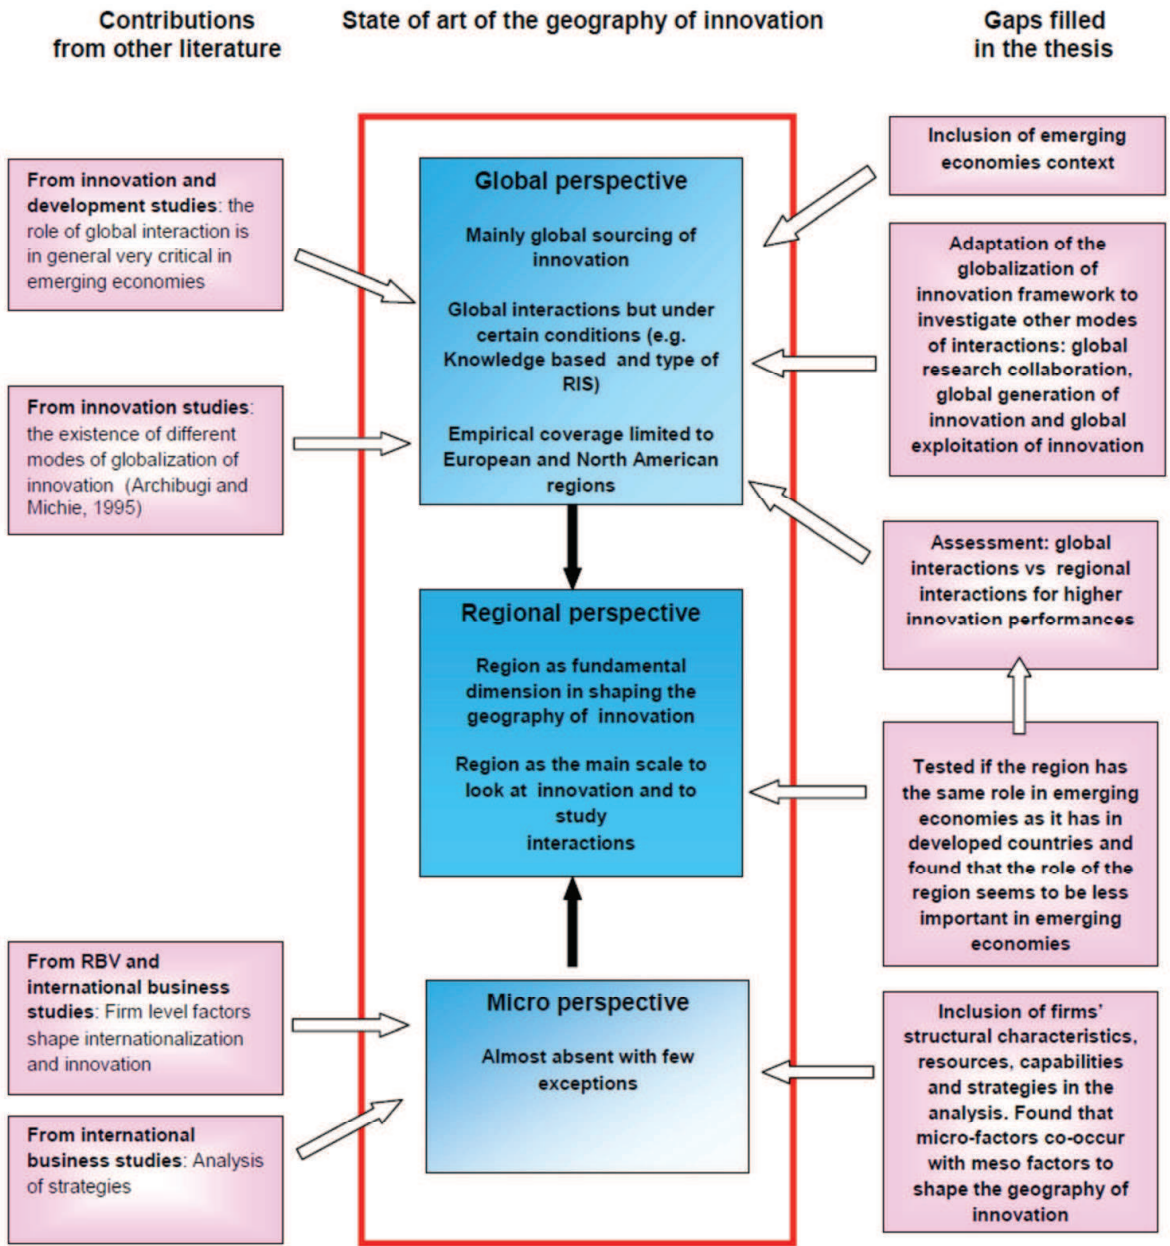 Contributions
from other literature
State of art of the geography of innovation
Gaps filled
in the thesis
From innovation and
development studies: the
role of global interaction is
in general very critical in
emerging economies
From innovation studies:
the existence of different
modes of globalization of
innovation (Archibugi and
Michie, 1995)
From RBV and
international business
studies: Firm level factors
shape internationalization
and innovation
From international
business studies: Analysis
of strategies
Global perspective
Mainly global sourcing of
innovation
Global interactions but under
certain conditions (e.g.
Knowledge based and type of
RIS)
Empirical coverage limited to
European and North American
regions
Regional perspective
Region as fundamental
dimension in shaping the
geography of innovation
Region as the main scale to
look at innovation and to
study
interactions
Micro perspective
Almost absent with few
exceptions
Inclusion of emerging
economies context
Adaptation of the
globalization of
innovation framework to
investigate other modes
of interactions: global
research collaboration,
global generation of
innovation and global
exploitation of innovation
Assessment: global
interactions vs regional
interactions for higher
innovation performances
Tested if the region has
the same role in emerging
economies as it has in
developed countries and
found that the role of the
region seems to be less
important in emerging
economies
Inclusion of firms'
structural characteristics,
resources, capabilities
and strategies in the
analysis. Found that
micro-factors co-occur
with meso factors to
shape the geography of
innovation